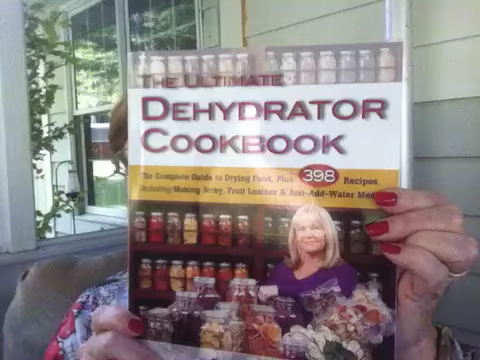 THE ULTIMATE
DEHYDRATOR
COOKBOOK
The Complete Guide to Drying Food, Plus 398 Recipes,
Including Making Jerky, Fruit Leather & Just-Add-Water